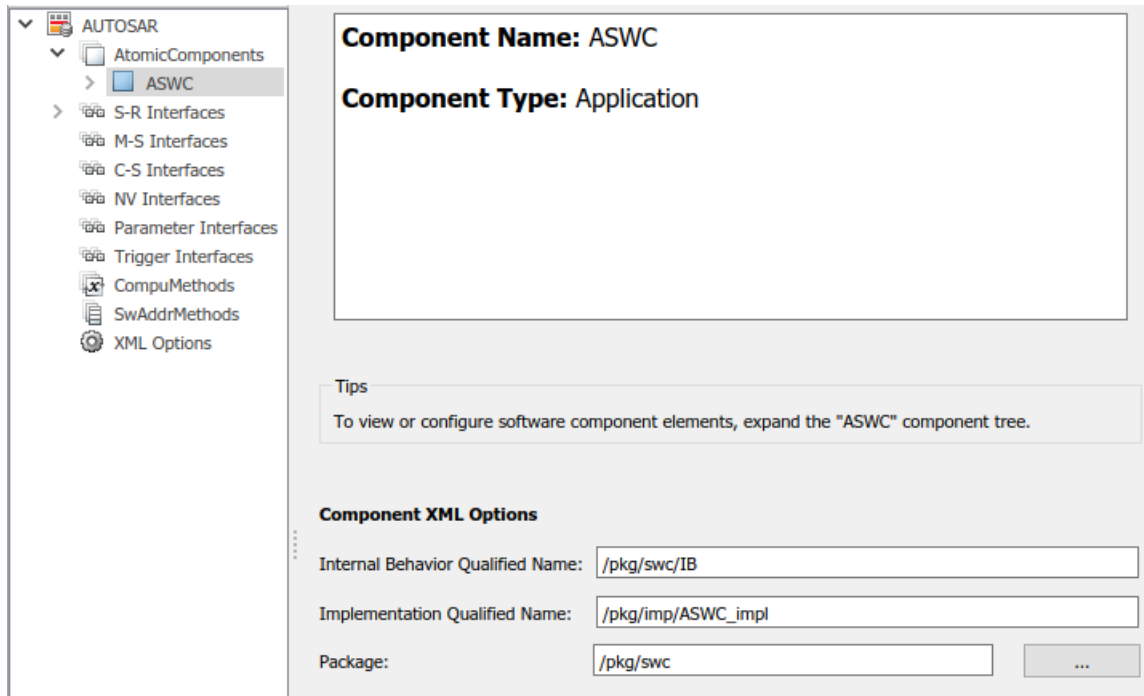 AUTOSAR
AtomicComponents
ASWC
S-R Interfaces
M-S Interfaces
C-S Interfaces
NV Interfaces
Parameter Interfaces
Trigger Interfaces
CompuMethods
SwAddrMethods
XML Options
Component Name: ASWC
Component Type: Application
Tips
To view or configure software component elements, expand the "ASWC" component tree.
Component XML Options
Internal Behavior Qualified Name: /pkg/swc/IB
Implementation Qualified Name: /pkg/imp/ASWC_impl
Package: /pkg/swc ...